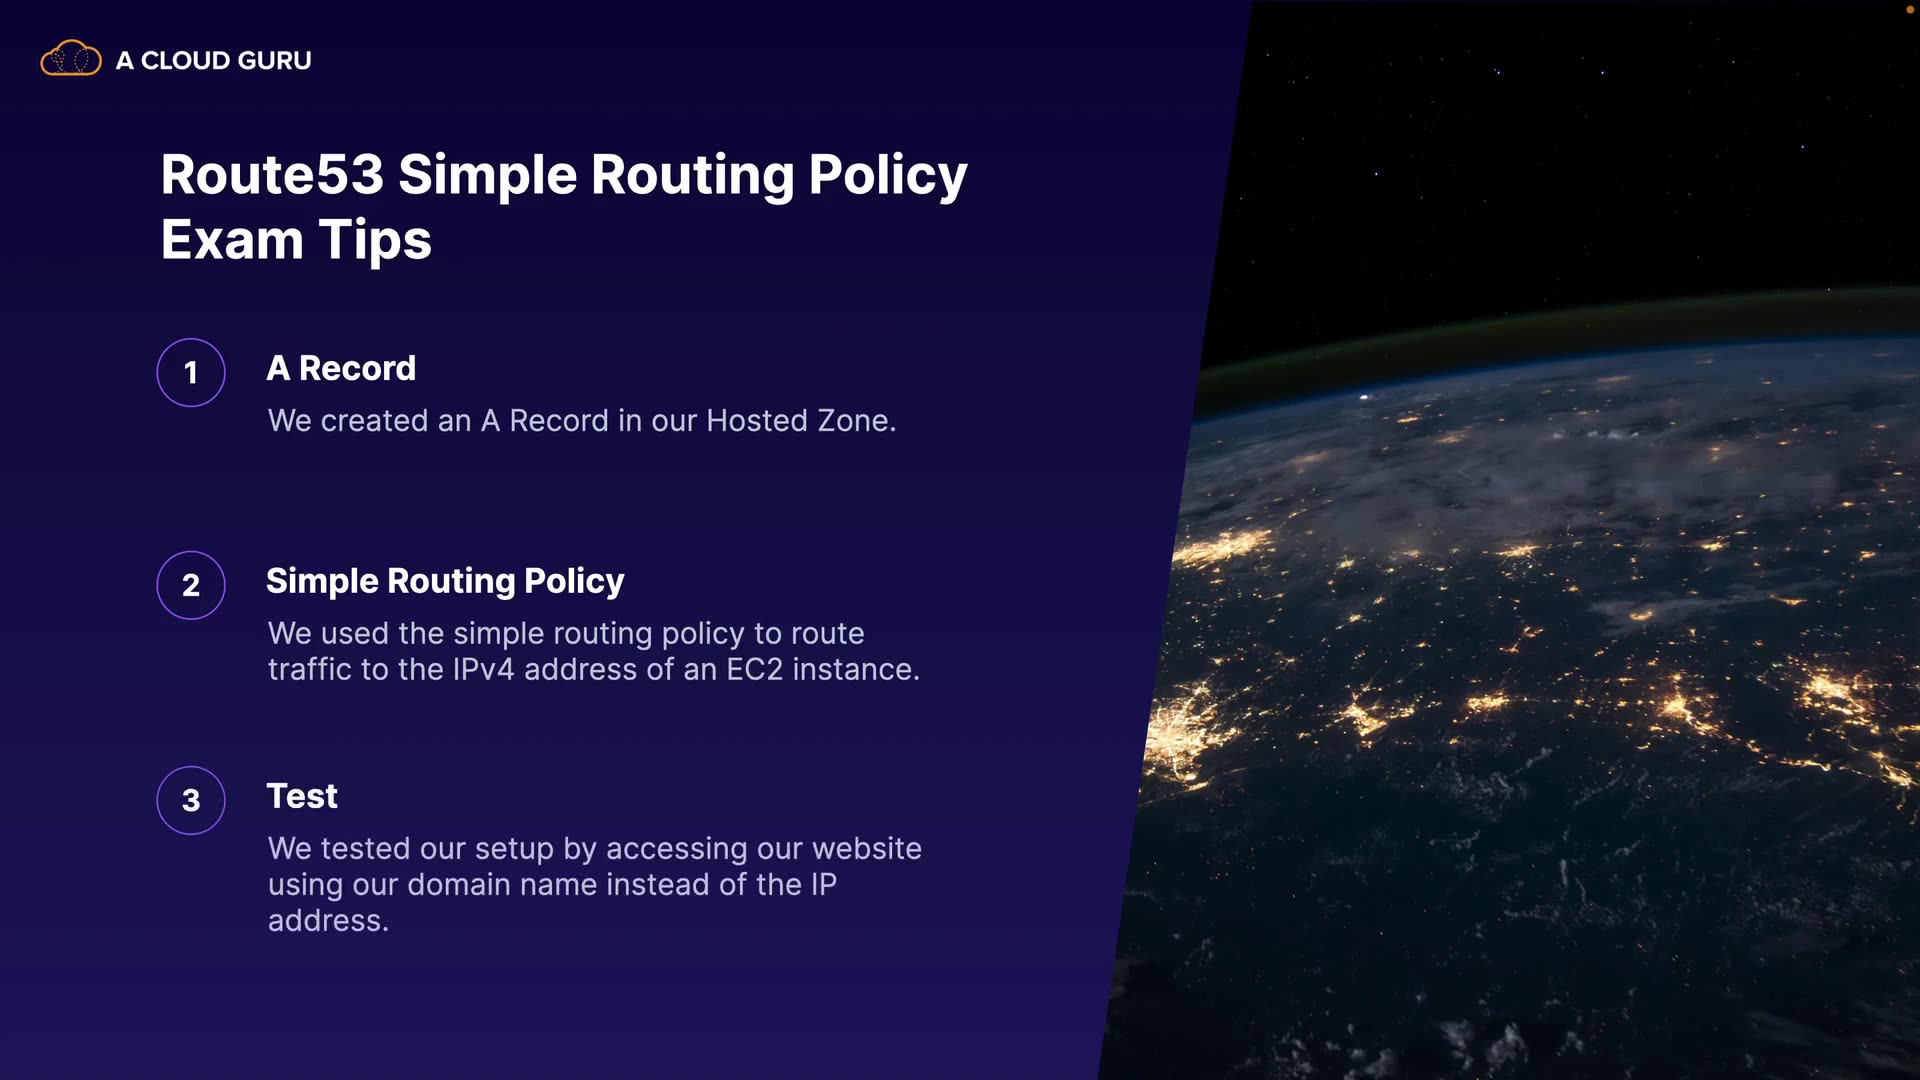 A CLOUD GURU
Route53 Simple Routing Policy
Exam Tips
1
A Record
We created an A Record in our Hosted Zone.
2
Simple Routing Policy
We used the simple routing policy to route
traffic to the IPv4 address of an EC2 instance.
3
Test
We tested our setup by accessing our website
using our domain name instead of the IP
address.